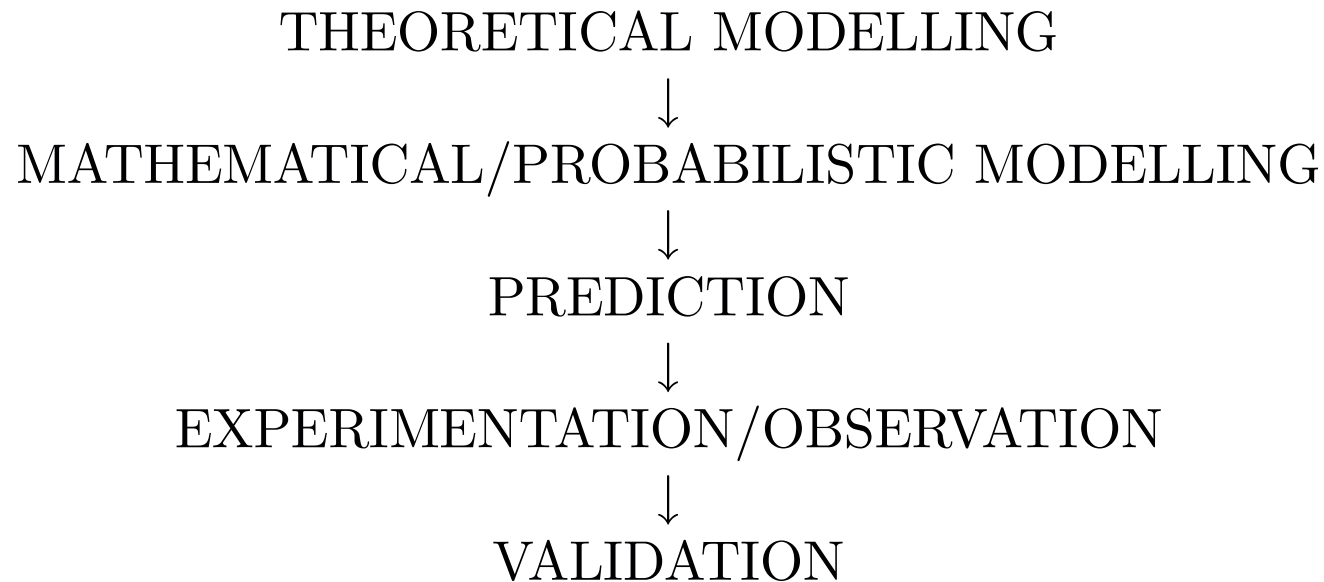 THEORETICAL MODELLING
↓
MATHEMATICAL/PROBABILISTIC MODELLING
↓
PREDICTION
↓
EXPERIMENTATION/OBSERVATION
↓
VALIDATION